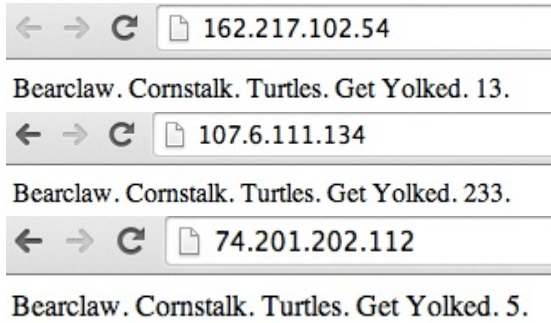 162.217.102.54
Bearclaw. Cornstalk. Turtles. Get Yolked. 13.
107.6.111.134
Bearclaw. Cornstalk. Turtles. Get Yolked. 233.
74.201.202.112
Bearclaw. Cornstalk. Turtles. Get Yolked. 5.